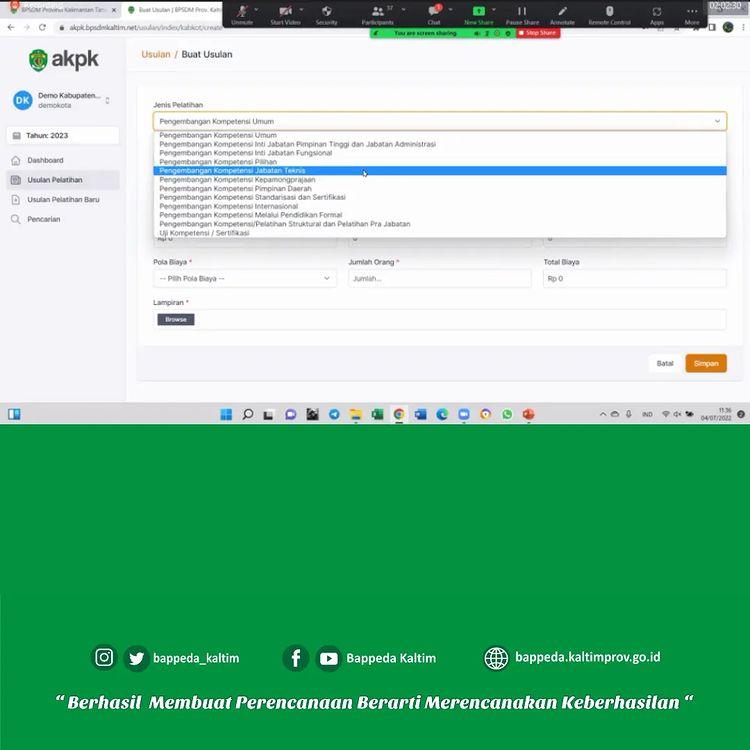 02:02:30
BPSDM Provinsi Kalimantan Tim
Buat Usulan | BPSDM Prov. Kalt
Unmute
Start Video
Security
Participants
37
Chat
New Share
Pause Share
Annotate
Remote Control
Apps
More
akpk.bpsdmkaltim.net/usulan/index/kabkot/create
You are screen sharing
Stop Share
akpk
Usulan / Buat Usulan
DK
Demo Kabupaten...
demokota
Tahun: 2023
Dashboard
Usulan Pelatihan
Usulan Pelatihan Baru
Pencarian
Jenis Pelatihan
Pengembangan Kompetensi Umum
Pengembangan Kompetensi Umum
Pengembangan Kompetensi Inti Jabatan Pimpinan Tinggi dan Jabatan Administrasi
Pengembangan Kompetensi Inti Jabatan Fungsional
Pengembangan Kompetensi Pilihan
Pengembangan Kompetensi Jabatan Teknis
Pengembangan Kompetensi Kepamongprajaan
Pengembangan Kompetensi Pimpinan Daerah
Pengembangan Kompetensi Standarisasi dan Sertifikasi
Pengembangan Kompetensi Internasional
Pengembangan Kompetensi Melalui Pendidikan Formal
Pengembangan Kompetensi/Pelatihan Struktural dan Pelatihan Pra Jabatan
Uji Kompetensi / Sertifikasi
Rp 0
0
0
Pola Biaya *
Jumlah Orang *
Total Biaya
-- Pilih Pola Biaya --
Jumlah...
Rp 0
Lampiran *
Browse
Batal
Simpan
IND
11:36
04/07/2022
bappeda_kaltim
Bappeda Kaltim
bappeda.kaltimprov.go.id
“ Berhasil Membuat Perencanaan Berarti Merencanakan Keberhasilan “